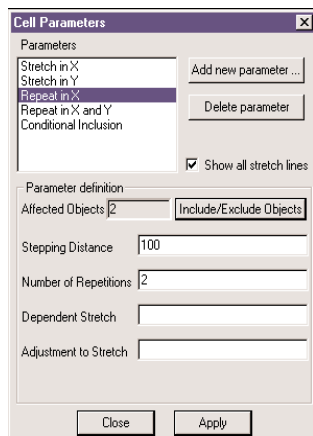 Cell Parameters
Parameters
Stretch in X
Stretch in Y
Repeat in X
Repeat in X and Y
Conditional Inclusion
Add new parameter ...
Delete parameter
Show all stretch lines
Parameter definition
Affected Objects 2 Include/Exclude Objects
Stepping Distance 100
Number of Repetitions 2
Dependent Stretch
Adjustment to Stretch
Close Apply